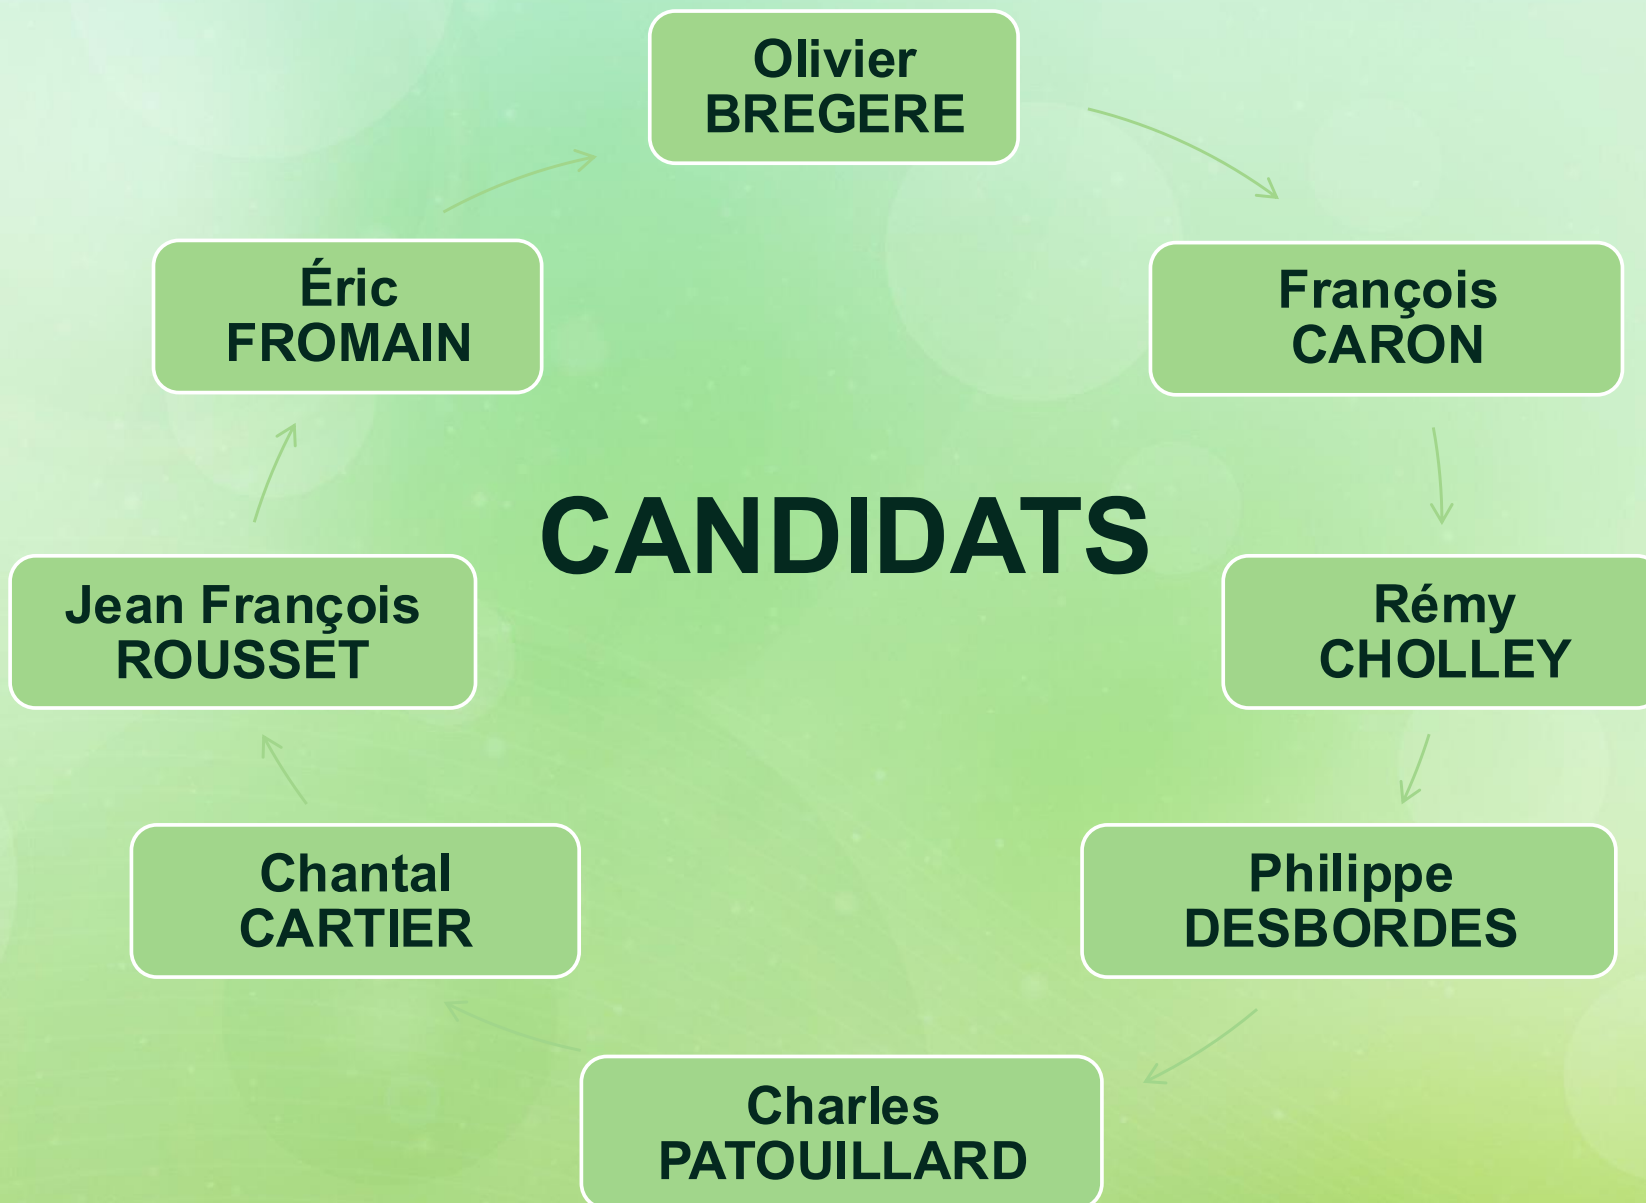 Olivier
BREGERE
François
CARON
Rémy
CHOLLEY
Philippe
DESBORDES
Charles
PATOUILLARD
Chantal
CARTIER
Jean François
ROUSSET
Éric
FROMAIN
CANDIDATS